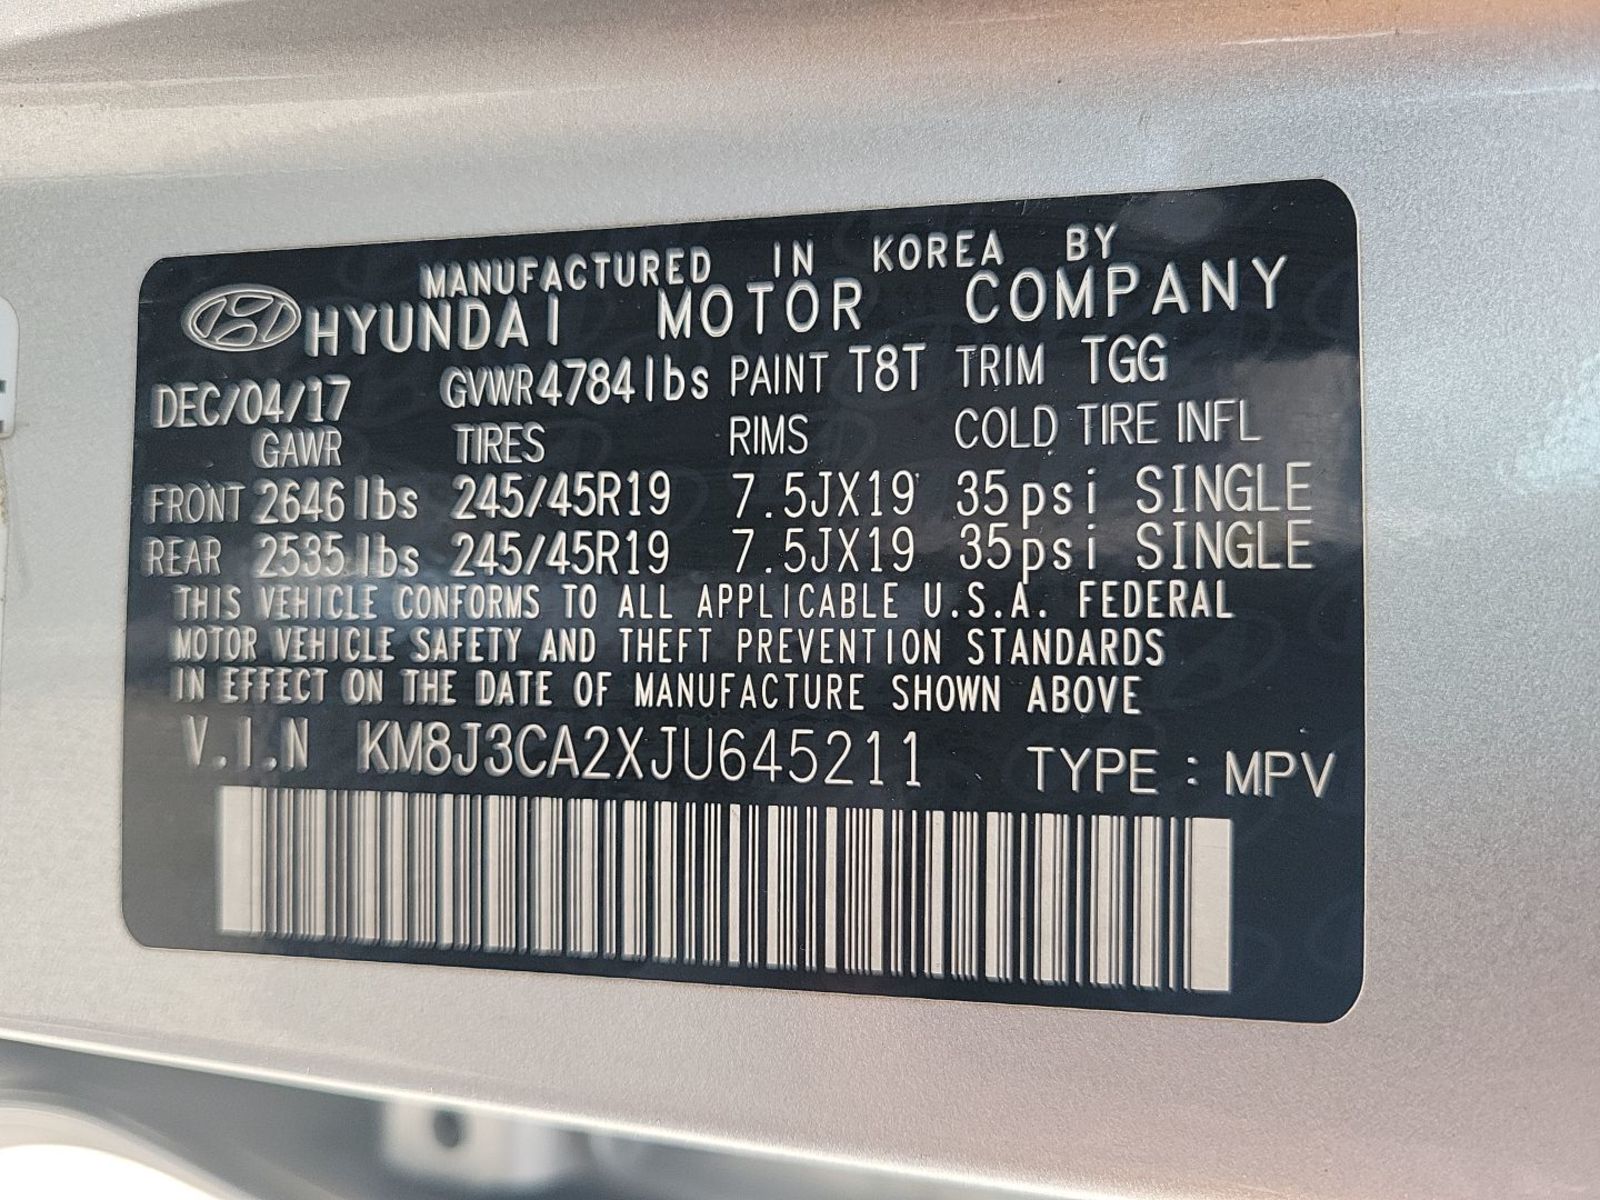 MANUFACTURED IN KOREA BY
HYUNDAI MOTOR COMPANY
DEC/04/17 GVWR 4784lbs PAINT T8T TRIM TGG
GAWR TIRES RIMS COLD TIRE INFL
FRONT 2646lbs 245/45R19 7.5JX19 35psi SINGLE
REAR 2535lbs 245/45R19 7.5JX19 35psi SINGLE
THIS VEHICLE CONFORMS TO ALL APPLICABLE U.S.A. FEDERAL
MOTOR VEHICLE SAFETY AND THEFT PREVENTION STANDARDS
IN EFFECT ON THE DATE OF MANUFACTURE SHOWN ABOVE
V.I.N KM8J3CA2XJU645211 TYPE : MPV